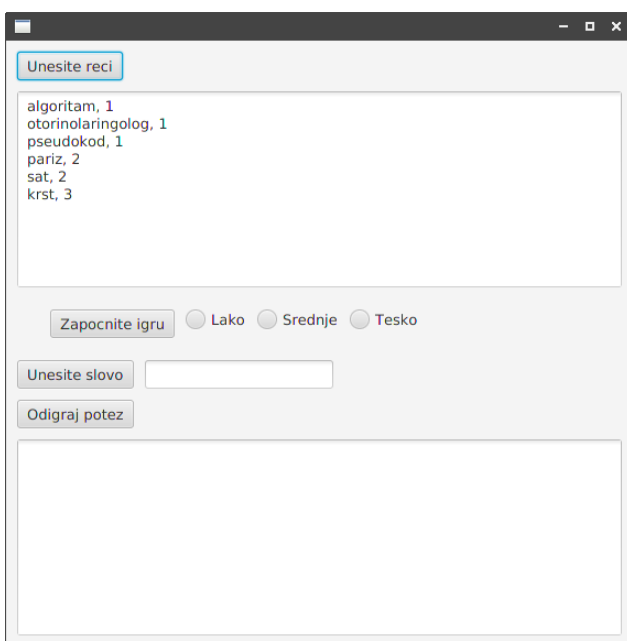 Unesite reci
algoritam, 1
otorinolaringolog, 1
pseudokod, 1
pariz, 2
sat, 2
krst, 3
Zapocnite igru Lako Srednje Tesko
Unesite slovo
Odigraj potez